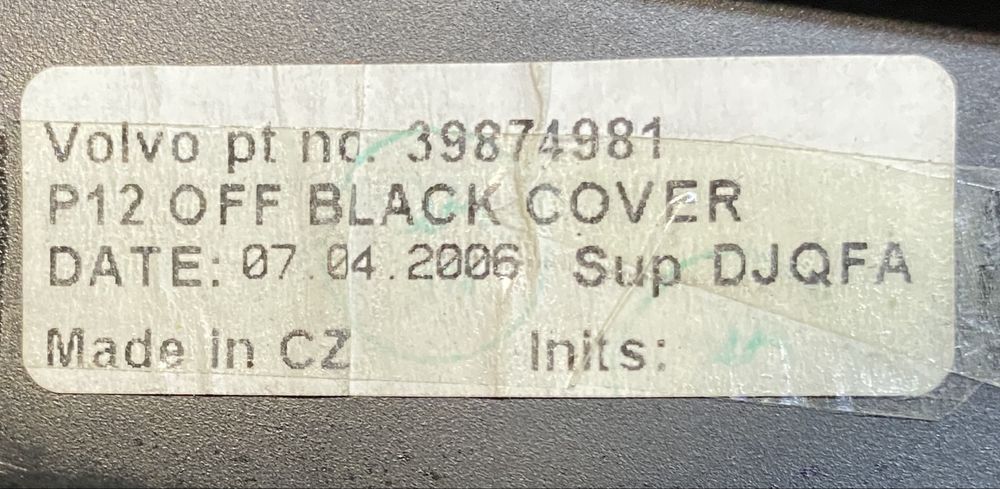 Volvo pt no. 39874981
P12 OFF BLACK COVER
DATE: 07.04.2006 Sup DJQFA
Made in CZ Inits: